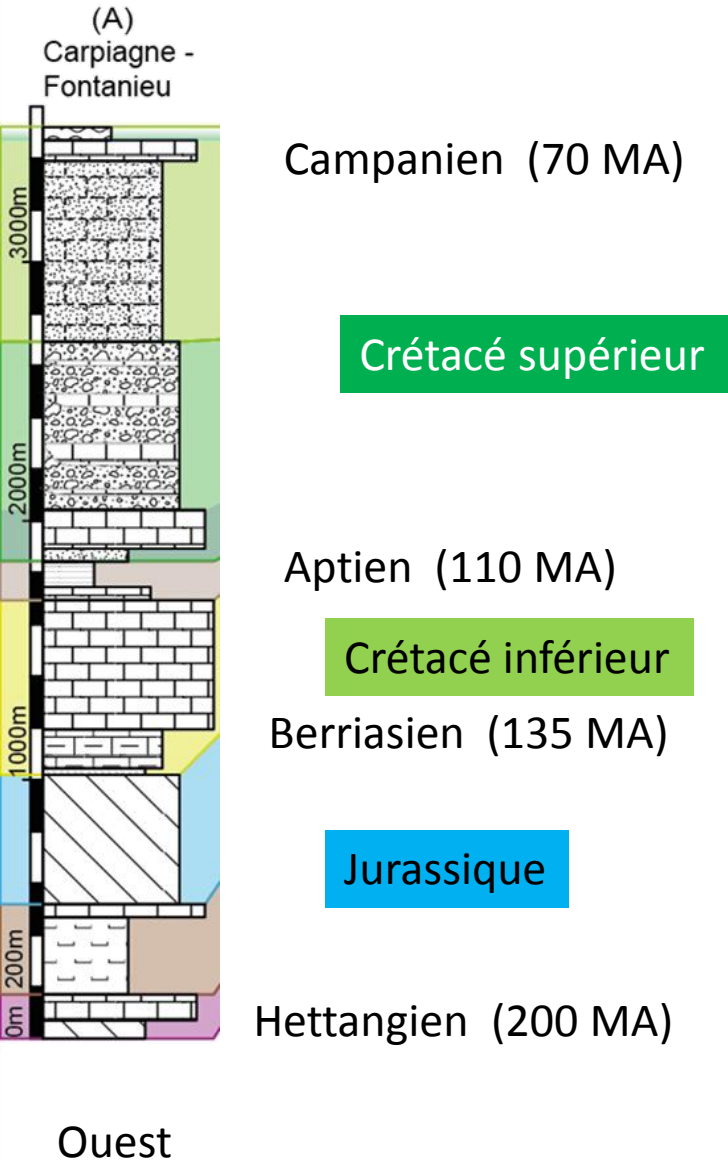 (A)
Carpiagne -
Fontanieu
Campanien (70 MA)
3000m
Crétacé supérieur
2000m
Aptien (110 MA)
Crétacé inférieur
Berriasien (135 MA)
1000m
Jurassique
200m
Hettangien (200 MA)
0m
Ouest